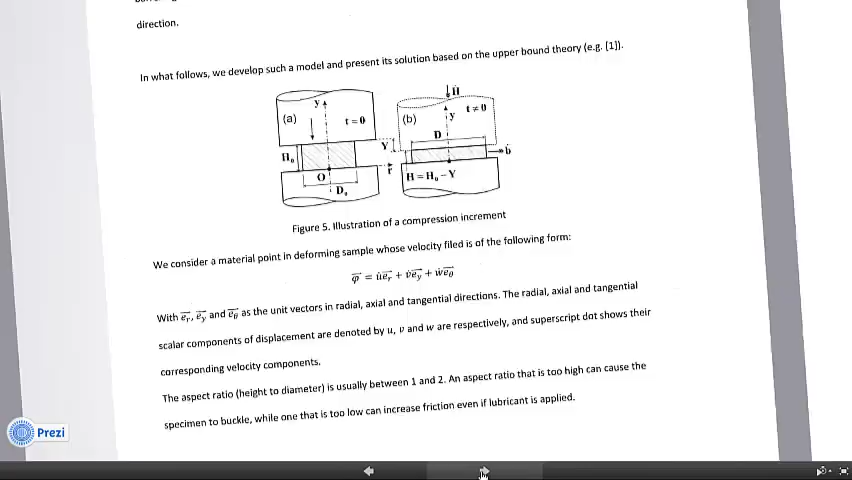 direction.
In what follows, we develop such a model and present its solution based on the upper bound theory (e.g. [1]).
(a) y t = 0 H₀ O D₀ r Y
(b) Ḣ y t ≠ 0 D ḃ H = H₀ − Y
Figure 5. Illustration of a compression increment
We consider a material point in deforming sample whose velocity filed is of the following form:
φ⃗ = u̇e⃗ᵣ + v̇e⃗ᵧ + ẇe⃗θ
With e⃗ᵣ, e⃗ᵧ and e⃗θ as the unit vectors in radial, axial and tangential directions. The radial, axial and tangential
scalar components of displacement are denoted by u, v and w are respectively, and superscript dot shows their
corresponding velocity components.
The aspect ratio (height to diameter) is usually between 1 and 2. An aspect ratio that is too high can cause the
specimen to buckle, while one that is too low can increase friction even if lubricant is applied.
Prezi